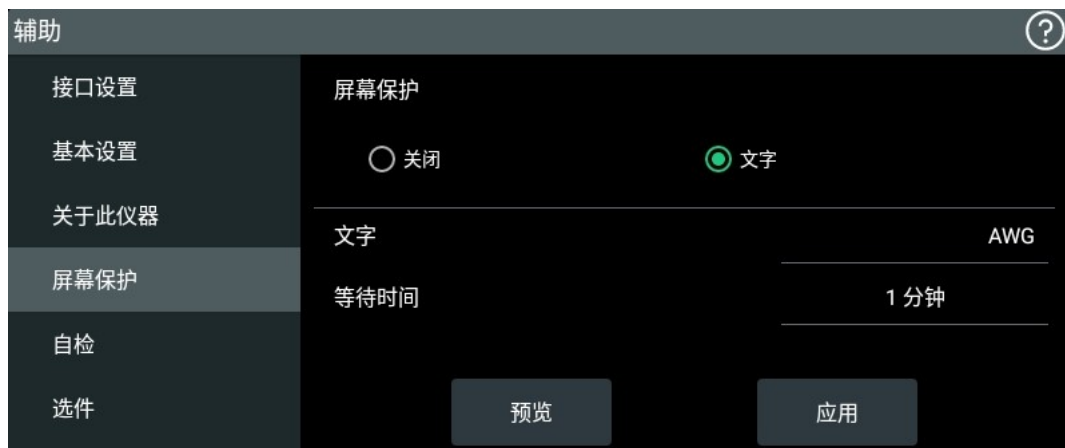 辅助
?
接口设置
基本设置
关于此仪器
屏幕保护
自检
选件
屏幕保护
关闭 文字
文字 AWG
等待时间 1 分钟
预览 应用